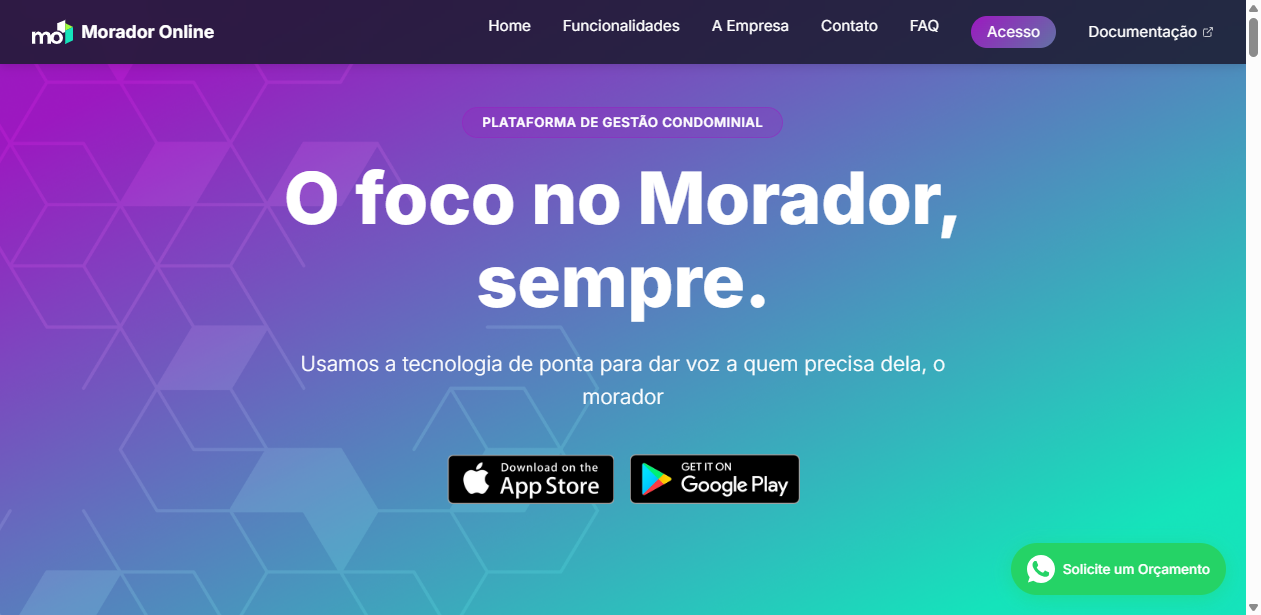 mo Morador Online
Home
Funcionalidades
A Empresa
Contato
FAQ
Acesso
Documentação
PLATAFORMA DE GESTÃO CONDOMINIAL
O foco no Morador,
sempre.
Usamos a tecnologia de ponta para dar voz a quem precisa dela, o
morador
Download on the
App Store
GET IT ON
Google Play
Solicite um Orçamento